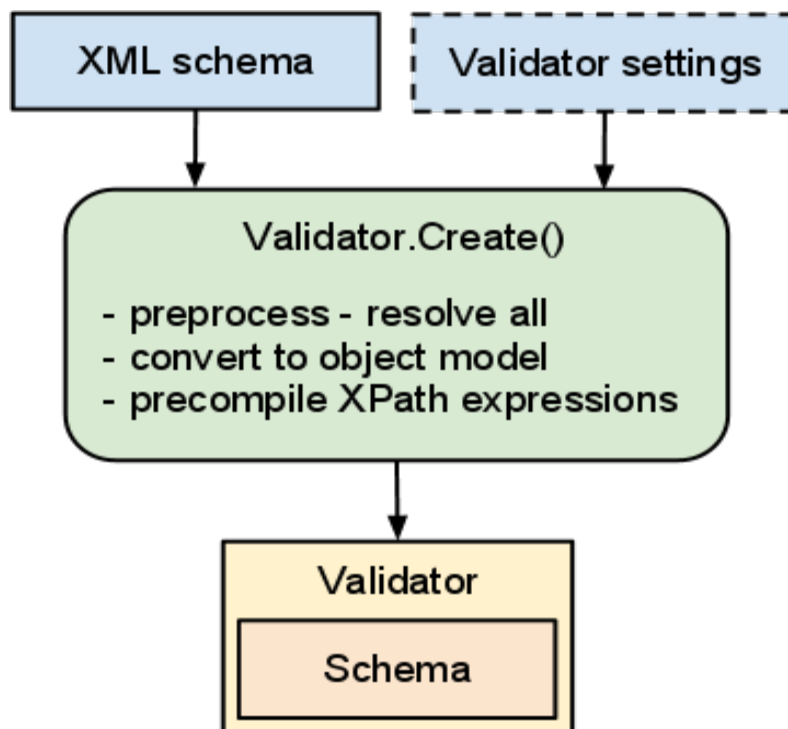 XML schema
Validator settings
Validator.Create()
- preprocess - resolve all
- convert to object model
- precompile XPath expressions
Validator
Schema